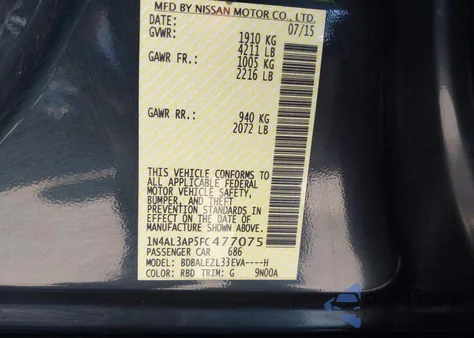 MFD BY NISSAN MOTOR CO., LTD.
DATE: 07/15
GVWR: 1910 KG
4211 LB
GAWR FR.: 1005 KG
2216 LB
GAWR RR.: 940 KG
2072 LB
THIS VEHICLE CONFORMS TO
ALL APPLICABLE FEDERAL
MOTOR VEHICLE SAFETY,
BUMPER, AND THEFT
PREVENTION STANDARDS IN
EFFECT ON THE DATE OF
MANUFACTURE SHOWN ABOVE.
1N4AL3AP5FC477075
PASSENGER CAR 686
MODEL: BDBALFZL33EVA----H
COLOR: RBD TRIM: G 9N00A